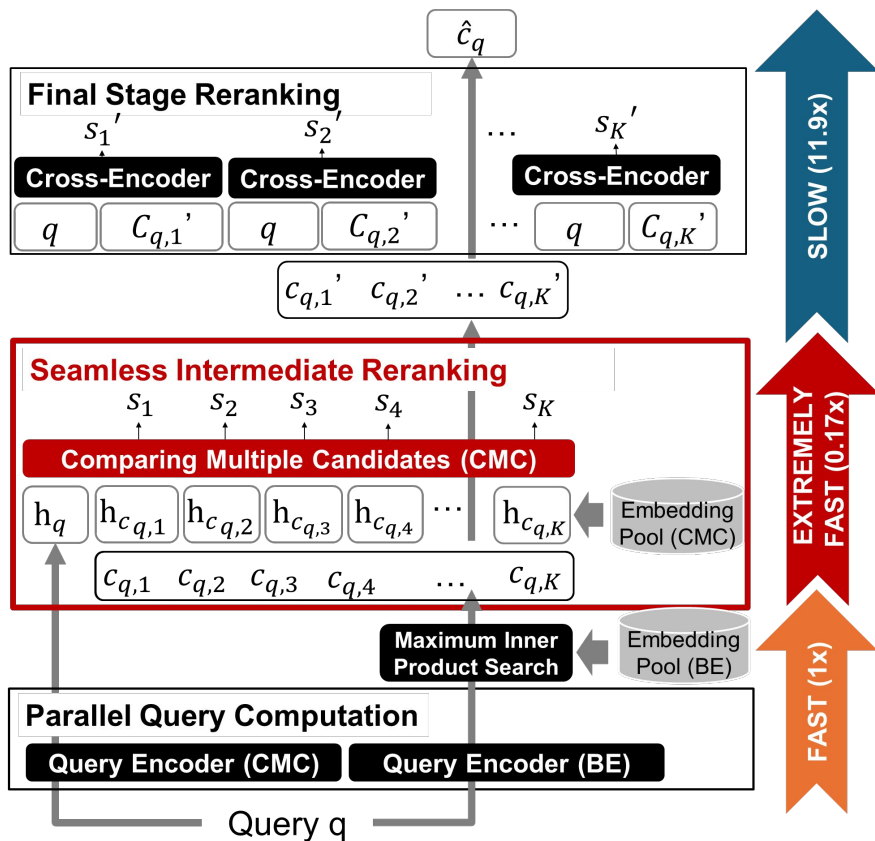 ĉ_q
Final Stage Reranking
s_1′ s_2′ … s_K′
Cross-Encoder Cross-Encoder Cross-Encoder
q C_{q,1}’ q C_{q,2}’ … q C_{q,K}’
c_{q,1}’ c_{q,2}’ … c_{q,K}’
SLOW (11.9x)
Seamless Intermediate Reranking
s_1 s_2 s_3 s_4 s_K
Comparing Multiple Candidates (CMC)
h_q h_{c_{q,1}} h_{c_{q,2}} h_{c_{q,3}} h_{c_{q,4}} … h_{c_{q,K}}
Embedding
Pool (CMC)
c_{q,1} c_{q,2} c_{q,3} c_{q,4} … c_{q,K}
EXTREMELY
FAST (0.17x)
Maximum Inner
Product Search
Embedding
Pool (BE)
Parallel Query Computation
Query Encoder (CMC) Query Encoder (BE)
FAST (1x)
Query q